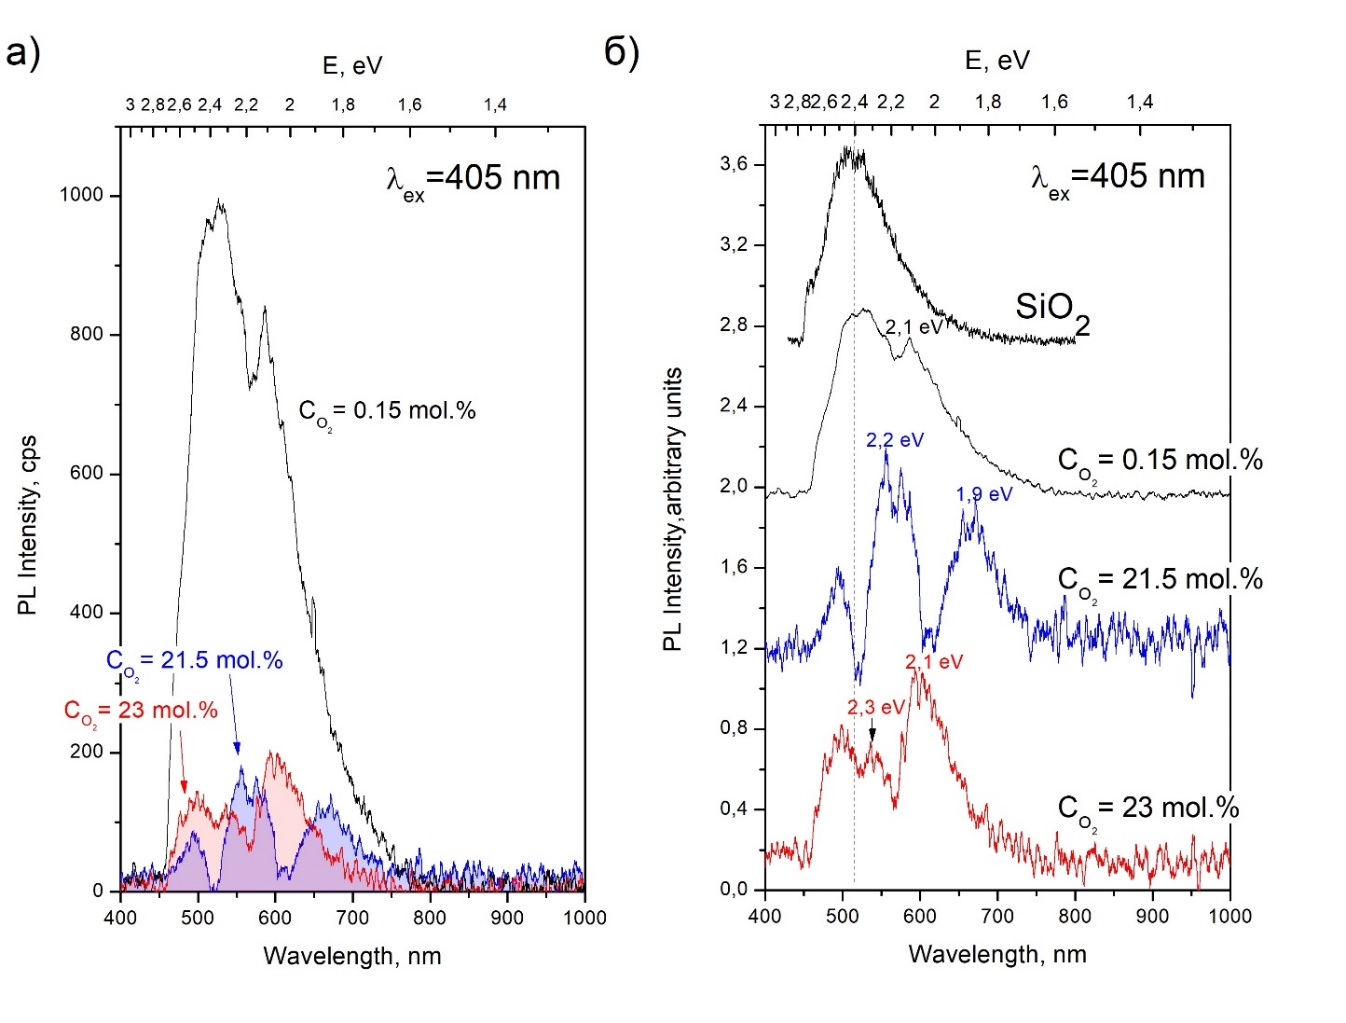 а)
E, eV
3 2,8 2,6 2,4 2,2 2 1,8 1,6 1,4
λex=405 nm
1000
800
600
400
200
0
PL Intensity, cps
CO2= 0.15 mol.%
CO2= 21.5 mol.%
CO2= 23 mol.%
400 500 600 700 800 900 1000
Wavelength, nm
б)
E, eV
3 2,8 2,6 2,4 2,2 2 1,8 1,6 1,4
λex=405 nm
3,6
3,2
2,8
2,4
2,0
1,6
1,2
0,8
0,4
0,0
PL Intensity,arbitrary units
SiO2
2,1 eV
CO2= 0.15 mol.%
2,2 eV
1,9 eV
CO2= 21.5 mol.%
2,1 eV
2,3 eV
CO2= 23 mol.%
400 500 600 700 800 900 1000
Wavelength, nm